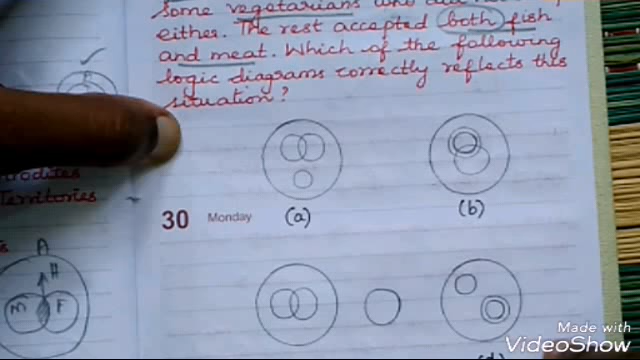 Some vegetarians who did not
either. The rest accepted both fish
and meat. Which of the following
logic diagrams correctly reflects this
situation?
30 Monday (a) (b)
Territories
A
H
M F
Made with
VideoShow